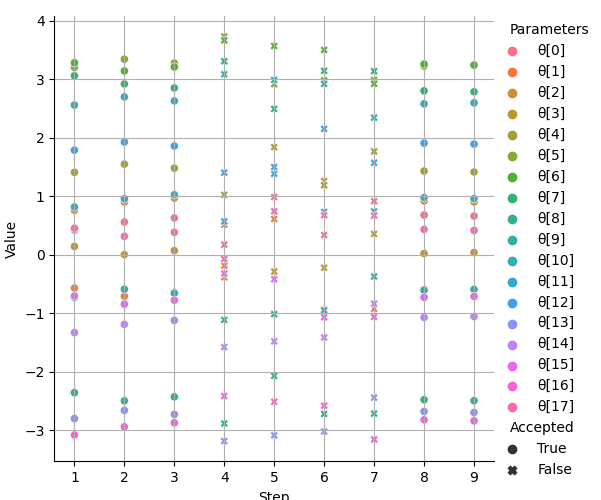 4
3
2
1
0
−1
−2
−3
Value
1 2 3 4 5 6 7 8 9
Step
Parameters
θ[0]
θ[1]
θ[2]
θ[3]
θ[4]
θ[5]
θ[6]
θ[7]
θ[8]
θ[9]
θ[10]
θ[11]
θ[12]
θ[13]
θ[14]
θ[15]
θ[16]
θ[17]
Accepted
True
False